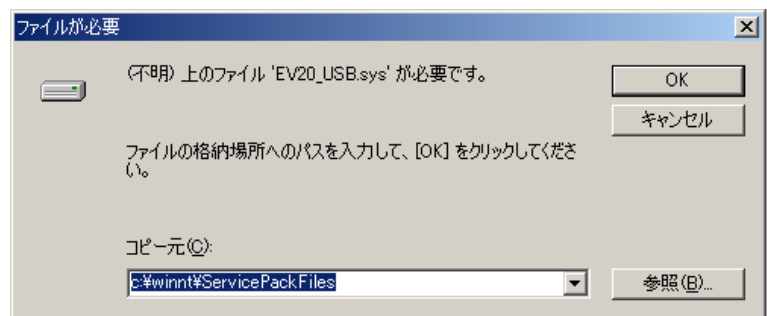 ファイルが必要
(不明) 上のファイル 'EV20_USB.sys' が必要です。
OK
キャンセル
ファイルの格納場所へのパスを入力して、[OK] をクリックしてくださ
い。
コピー元(C):
c:¥winnt¥ServicePackFiles
参照(B)...